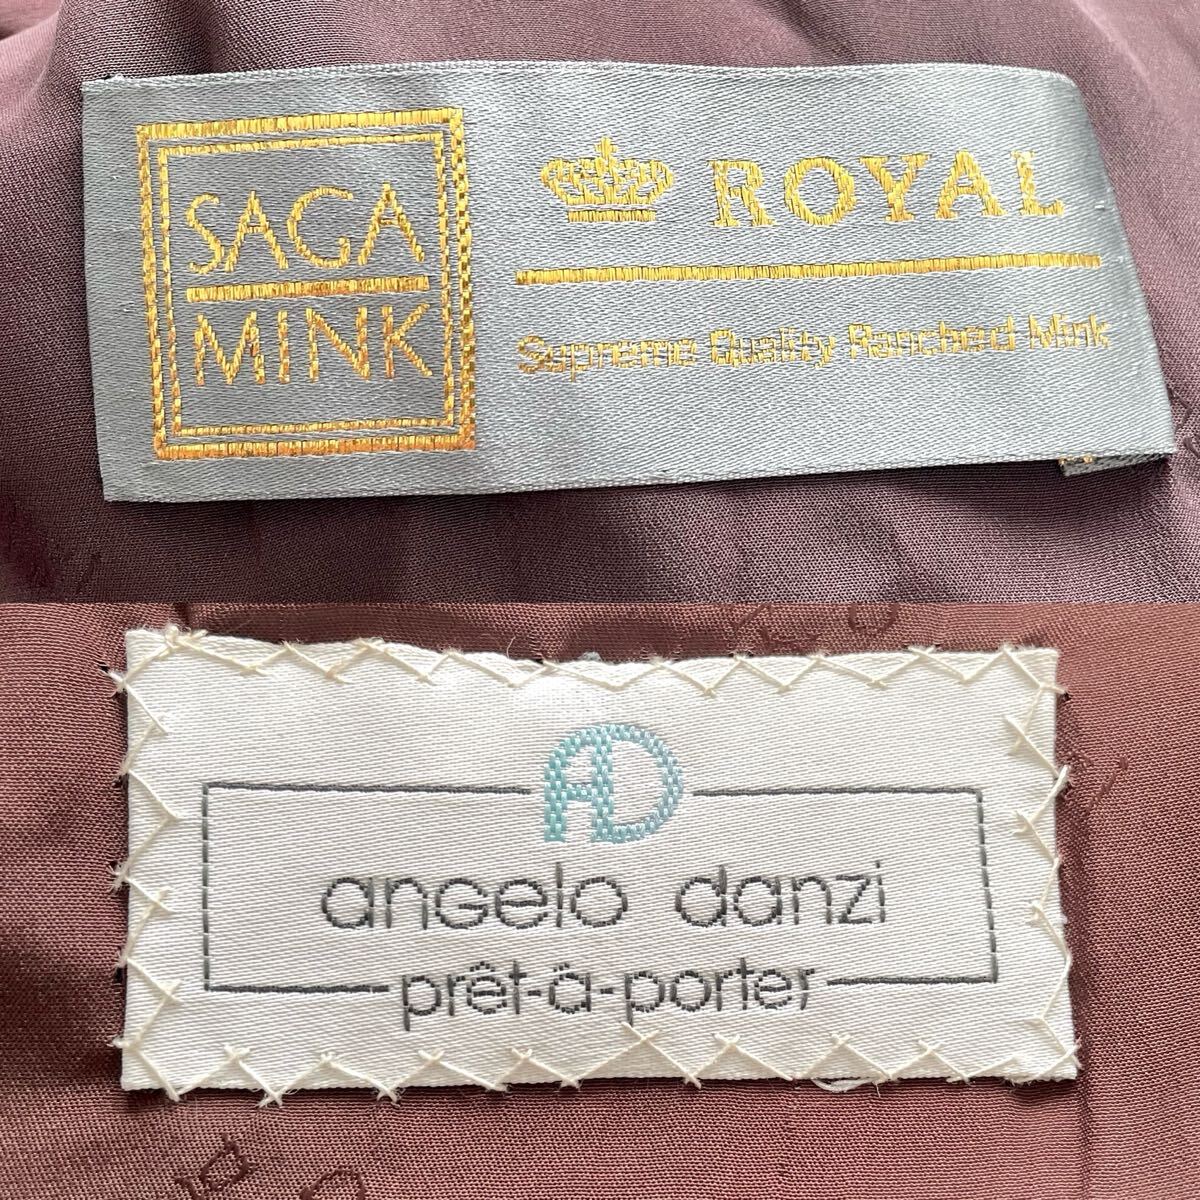 SAGA
MINK
ROYAL
Supreme Quality Ranched Mink
AD
angelo danzi
prêt-à-porter